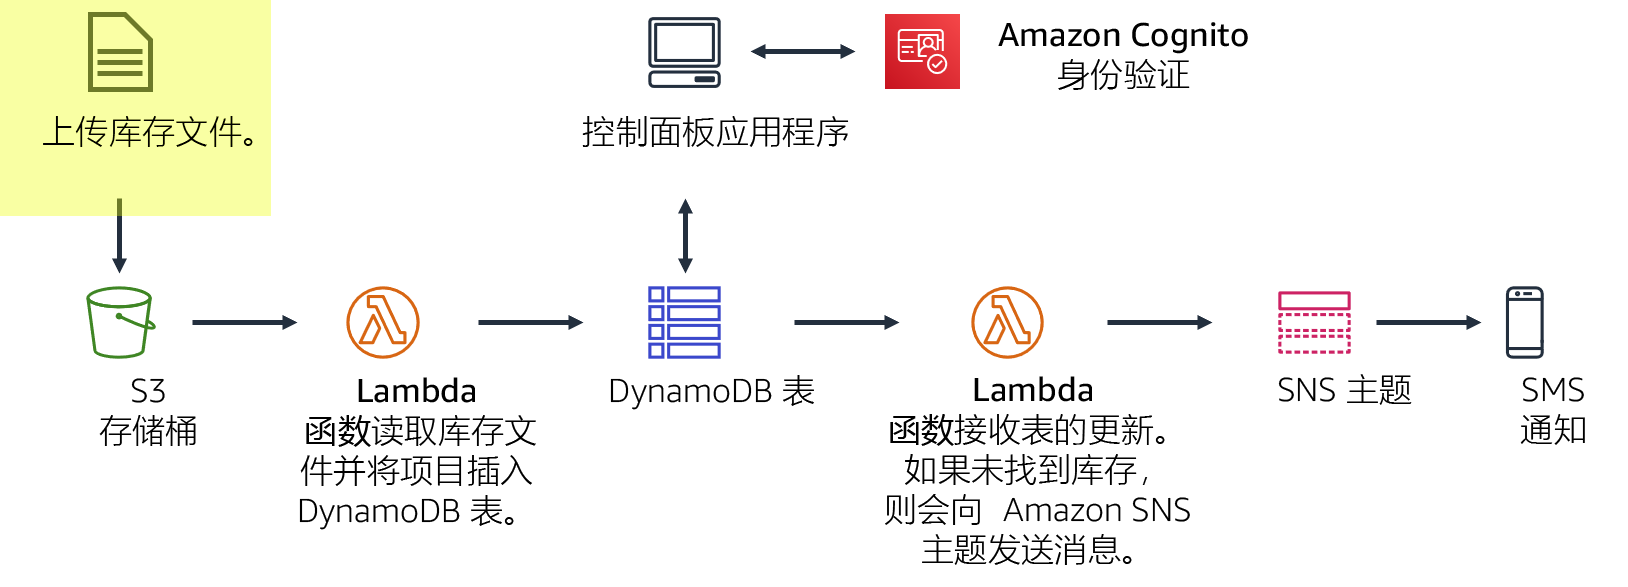 上传库存文件。
控制面板应用程序
Amazon Cognito
身份验证
S3
存储桶
Lambda
函数读取库存文
件并将项目插入
DynamoDB 表。
DynamoDB 表
Lambda
函数接收表的更新。
如果未找到库存，
则会向 Amazon SNS
主题发送消息。
SNS 主题
SMS
通知